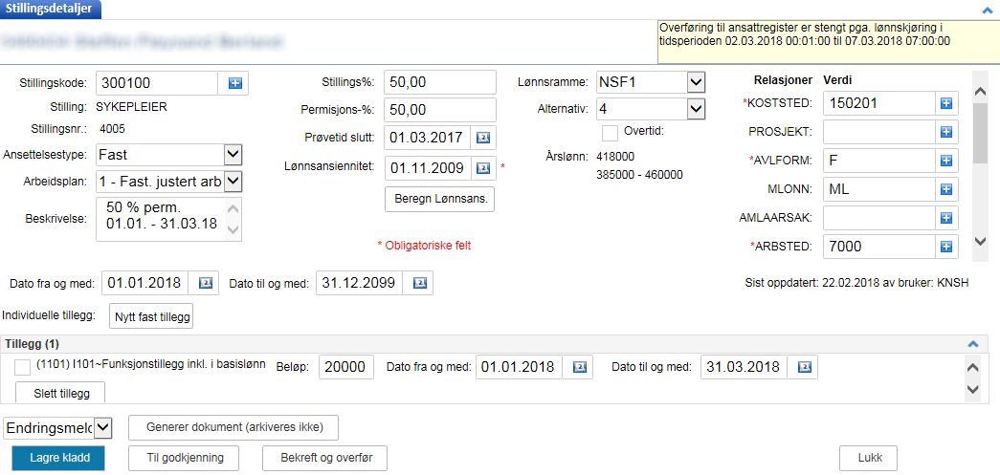 Stillingsdetaljer
Overføring til ansattregister er stengt pga. lønnskjøring i
tidsperioden 02.03.2018 00:01:00 til 07.03.2018 07:00:00
Stillingskode: 300100
Stilling: SYKEPLEIER
Stillingsnr.: 4005
Ansettelsestype: Fast
Arbeidsplan: 1 - Fast. justert arb
Beskrivelse: 50 % perm.
01.01. - 31.03.18
Stillings%: 50,00
Permisjons-%: 50,00
Prøvetid slutt: 01.03.2017
Lønnsansiennitet: 01.11.2009 *
Beregn Lønnsans.
* Obligatoriske felt
Lønnsramme: NSF1
Alternativ: 4
Overtid:
Årslønn: 418000
385000 - 460000
Relasjoner Verdi
*KOSTSTED: 150201
PROSJEKT:
*AVLFORM: F
MLONN: ML
AMLAARSAK:
*ARBSTED: 7000
Dato fra og med: 01.01.2018 Dato til og med: 31.12.2099
Sist oppdatert: 22.02.2018 av bruker: KNSH
Individuelle tillegg: Nytt fast tillegg
Tillegg (1)
(1101) I101~Funksjonstillegg inkl. i basislønn Beløp: 20000 Dato fra og med: 01.01.2018 Dato til og med: 31.03.2018
Slett tillegg
Endringsmeld Generer dokument (arkiveres ikke)
Lagre kladd Til godkjenning Bekreft og overfør Lukk